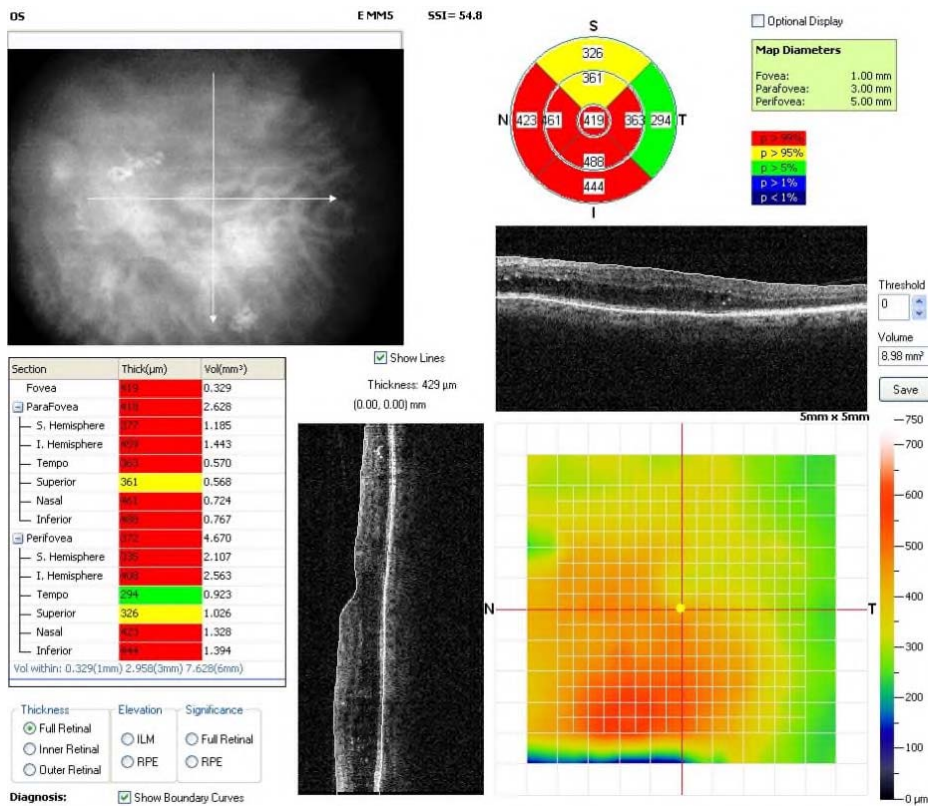 OS E MM5 SSI= 54.8
Optional Display
Map Diameters
Fovea: 1.00 mm
Parafovea: 3.00 mm
Perifovea: 5.00 mm
p > 99%
p > 95%
p > 5%
p > 1%
p < 1%
S
326
361
N 423 461 419 363 294 T
488
444
I
Threshold
0
Volume
8.98 mm³
Save
Show Lines
Thickness: 429 µm
(0.00, 0.00) mm
Section Thick(µm) Vol(mm³)
Fovea 419 0.329
ParaFovea 418 2.628
S. Hemisphere 377 1.185
I. Hemisphere 459 1.443
Tempo 363 0.570
Superior 361 0.568
Nasal 461 0.724
Inferior 488 0.767
Perifovea 372 4.670
S. Hemisphere 335 2.107
I. Hemisphere 408 2.563
Tempo 294 0.923
Superior 326 1.026
Nasal 423 1.328
Inferior 444 1.394
Vol within: 0.329(1mm) 2.958(3mm) 7.628(6mm)
Thickness
Full Retinal
Inner Retinal
Outer Retinal
Elevation
ILM
RPE
Significance
Full Retinal
RPE
Diagnosis: Show Boundary Curves
5mm x 5mm
N T
750
700
600
500
400
300
200
100
0 µm